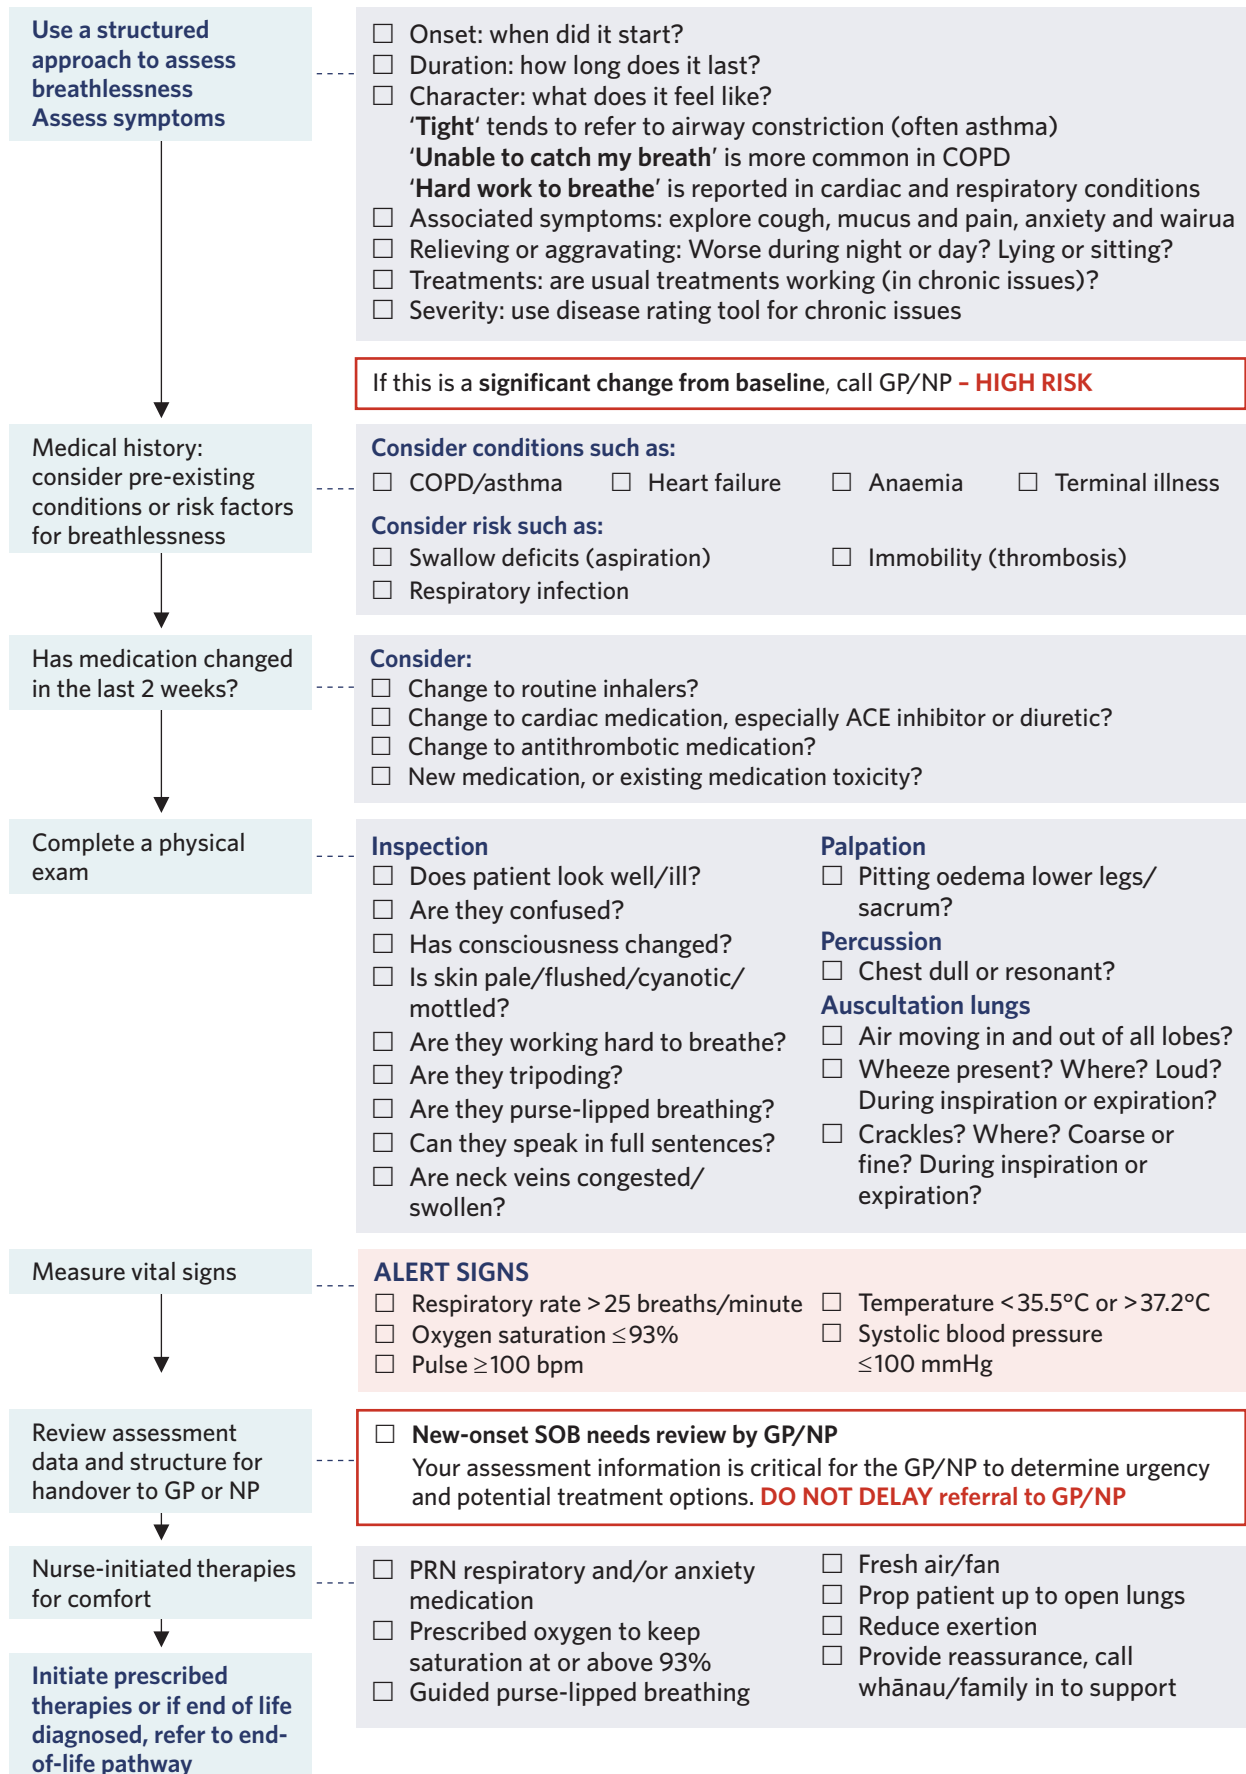 Use a structured
approach to assess
breathlessness
Assess symptoms
☐ Onset: when did it start?
☐ Duration: how long does it last?
☐ Character: what does it feel like?
‘Tight‘ tends to refer to airway constriction (often asthma)
‘Unable to catch my breath’ is more common in COPD
‘Hard work to breathe’ is reported in cardiac and respiratory conditions
☐ Associated symptoms: explore cough, mucus and pain, anxiety and wairua
☐ Relieving or aggravating: Worse during night or day? Lying or sitting?
☐ Treatments: are usual treatments working (in chronic issues)?
☐ Severity: use disease rating tool for chronic issues
If this is a significant change from baseline, call GP/NP – HIGH RISK
Medical history:
consider pre-existing
conditions or risk factors
for breathlessness
Consider conditions such as:
☐ COPD/asthma ☐ Heart failure ☐ Anaemia ☐ Terminal illness
Consider risk such as:
☐ Swallow deficits (aspiration) ☐ Immobility (thrombosis)
☐ Respiratory infection
Has medication changed
in the last 2 weeks?
Consider:
☐ Change to routine inhalers?
☐ Change to cardiac medication, especially ACE inhibitor or diuretic?
☐ Change to antithrombotic medication?
☐ New medication, or existing medication toxicity?
Complete a physical
exam
Inspection
☐ Does patient look well/ill?
☐ Are they confused?
☐ Has consciousness changed?
☐ Is skin pale/flushed/cyanotic/
mottled?
☐ Are they working hard to breathe?
☐ Are they tripoding?
☐ Are they purse-lipped breathing?
☐ Can they speak in full sentences?
☐ Are neck veins congested/
swollen?
Palpation
☐ Pitting oedema lower legs/
sacrum?
Percussion
☐ Chest dull or resonant?
Auscultation lungs
☐ Air moving in and out of all lobes?
☐ Wheeze present? Where? Loud?
During inspiration or expiration?
☐ Crackles? Where? Coarse or
fine? During inspiration or
expiration?
Measure vital signs
ALERT SIGNS
☐ Respiratory rate >25 breaths/minute
☐ Oxygen saturation ≤93%
☐ Pulse ≥100 bpm
☐ Temperature <35.5°C or >37.2°C
☐ Systolic blood pressure
≤100 mmHg
Review assessment
data and structure for
handover to GP or NP
☐ New-onset SOB needs review by GP/NP
Your assessment information is critical for the GP/NP to determine urgency
and potential treatment options. DO NOT DELAY referral to GP/NP
Nurse-initiated therapies
for comfort
☐ PRN respiratory and/or anxiety
medication
☐ Prescribed oxygen to keep
saturation at or above 93%
☐ Guided purse-lipped breathing
☐ Fresh air/fan
☐ Prop patient up to open lungs
☐ Reduce exertion
☐ Provide reassurance, call
whānau/family in to support
Initiate prescribed
therapies or if end of life
diagnosed, refer to end-
of-life pathway